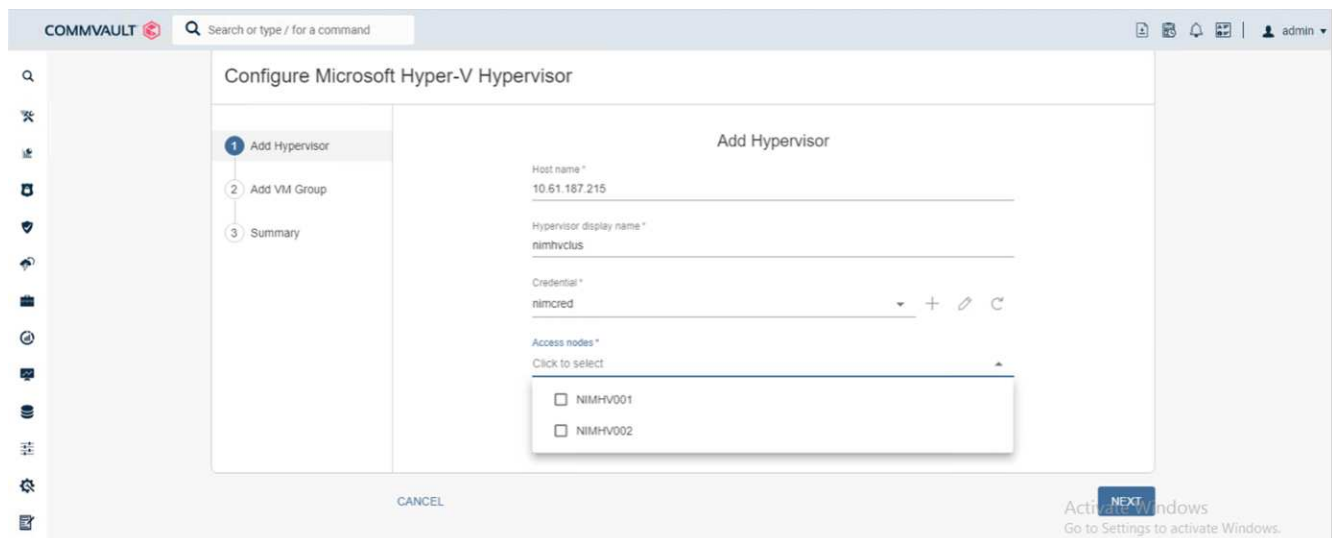 COMMVAULT
Search or type / for a command
admin
Configure Microsoft Hyper-V Hypervisor
1 Add Hypervisor
2 Add VM Group
3 Summary
Add Hypervisor
Host name *
10.61.187.215
Hypervisor display name *
nimhvclus
Credential *
nimcred
Access nodes *
Click to select
NIMHV001
NIMHV002
CANCEL
NEXT
Activate Windows
Go to Settings to activate Windows.